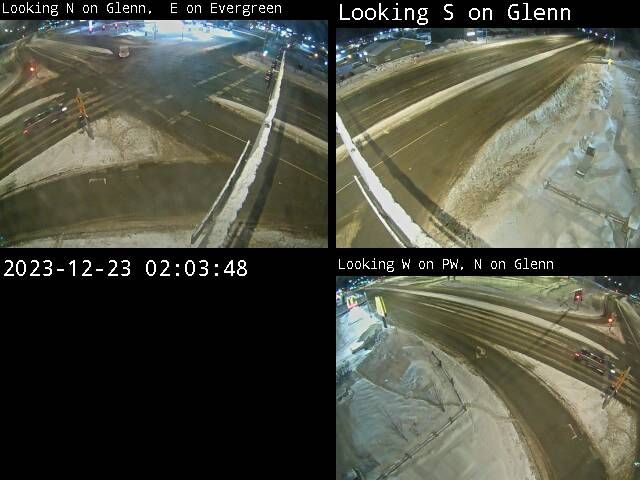 Looking N on Glenn, E on Evergreen
Looking S on Glenn
2023-12-23 02:03:48
Looking W on PW, N on Glenn